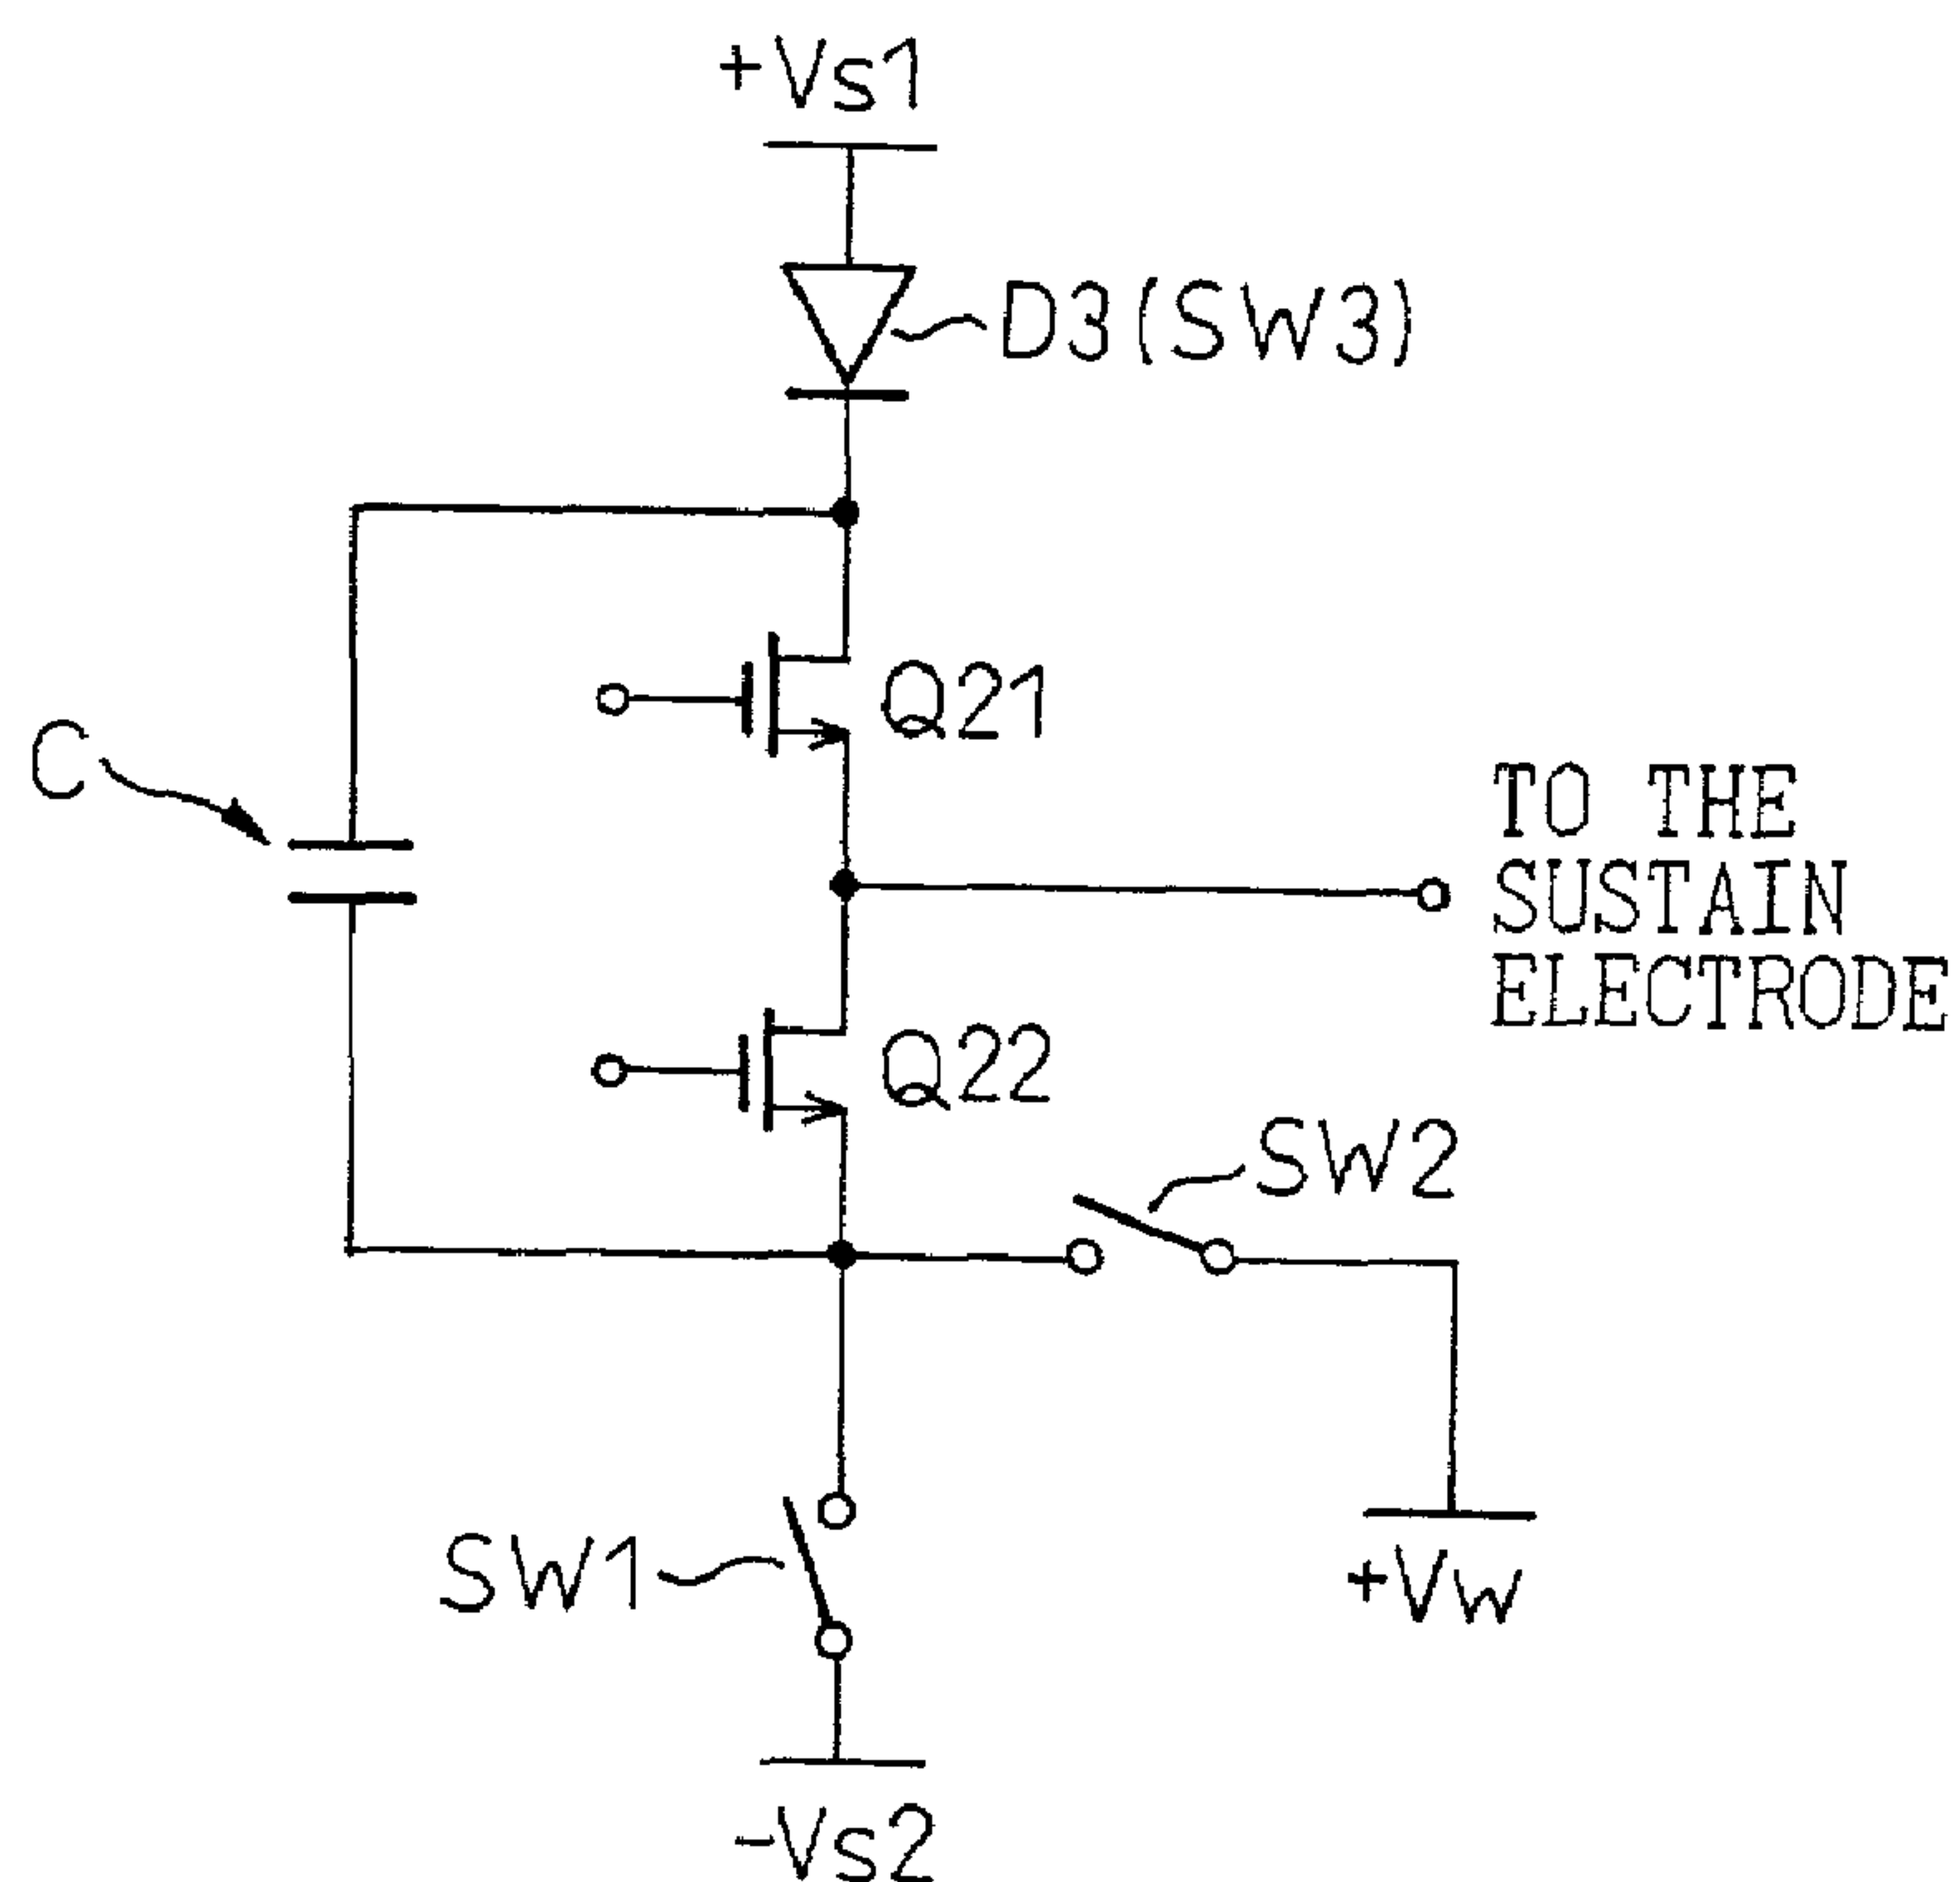 +Vs1
D3(SW3)
Q21
C
TO THE
SUSTAIN
ELECTRODE
Q22
SW2
SW1
+Vw
-Vs2